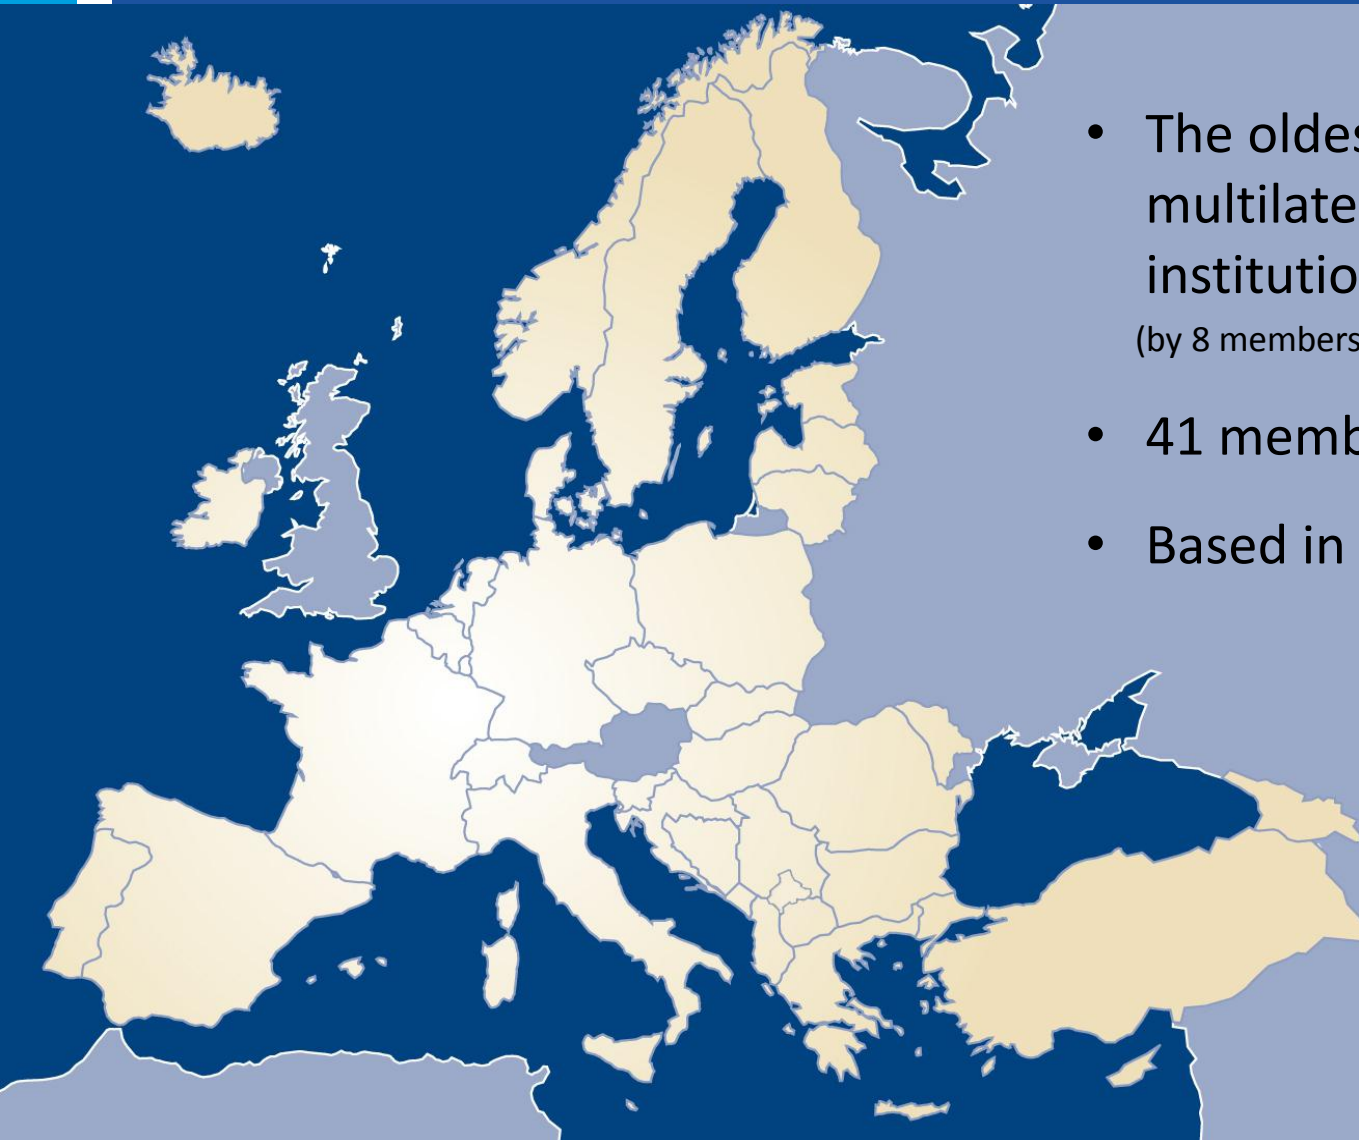 • The oldes
multilate
institutio
(by 8 members
• 41 memb
• Based in